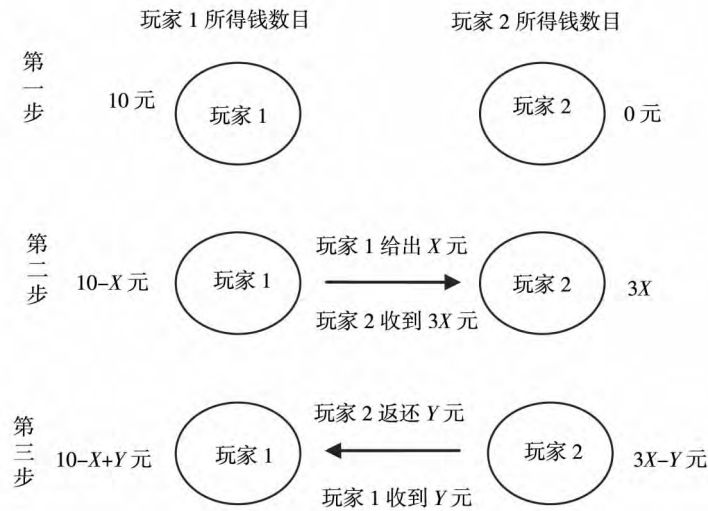 玩家 1 所得钱数目
玩家 2 所得钱数目
第一步
10 元
玩家 1
玩家 2
0 元
第二步
10–X 元
玩家 1
玩家 1 给出 X 元
玩家 2 收到 3X 元
玩家 2
3X
第三步
10–X+Y 元
玩家 1
玩家 2 返还 Y 元
玩家 1 收到 Y 元
玩家 2
3X–Y 元